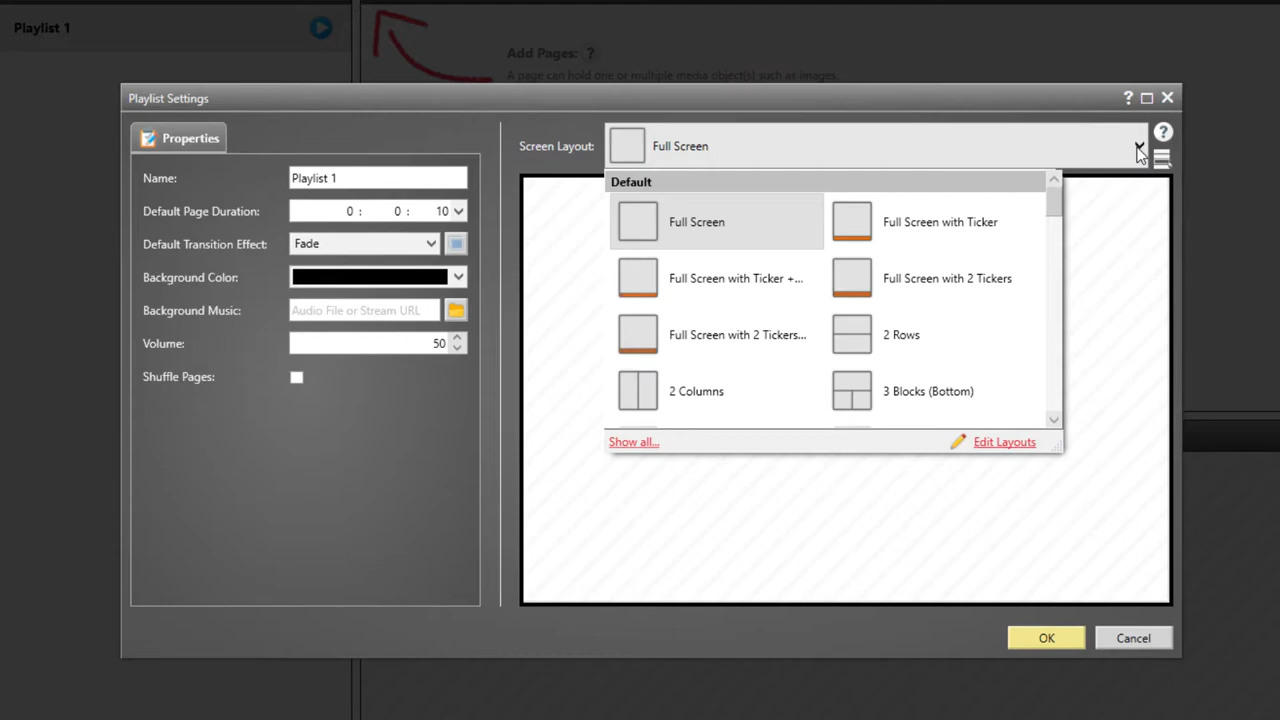 Playlist 1
Add Pages: ?
A page can hold one or multiple media object(s) such as images.
Playlist Settings
?
Properties
Name: Playlist 1
Default Page Duration: 0 : 0 : 10
Default Transition Effect: Fade
Background Color:
Background Music: Audio File or Stream URL
Volume: 50
Shuffle Pages:
Screen Layout: Full Screen
?
Default
Full Screen
Full Screen with Ticker
Full Screen with Ticker +...
Full Screen with 2 Tickers
Full Screen with 2 Tickers...
2 Rows
2 Columns
3 Blocks (Bottom)
Show all...
Edit Layouts
OK
Cancel